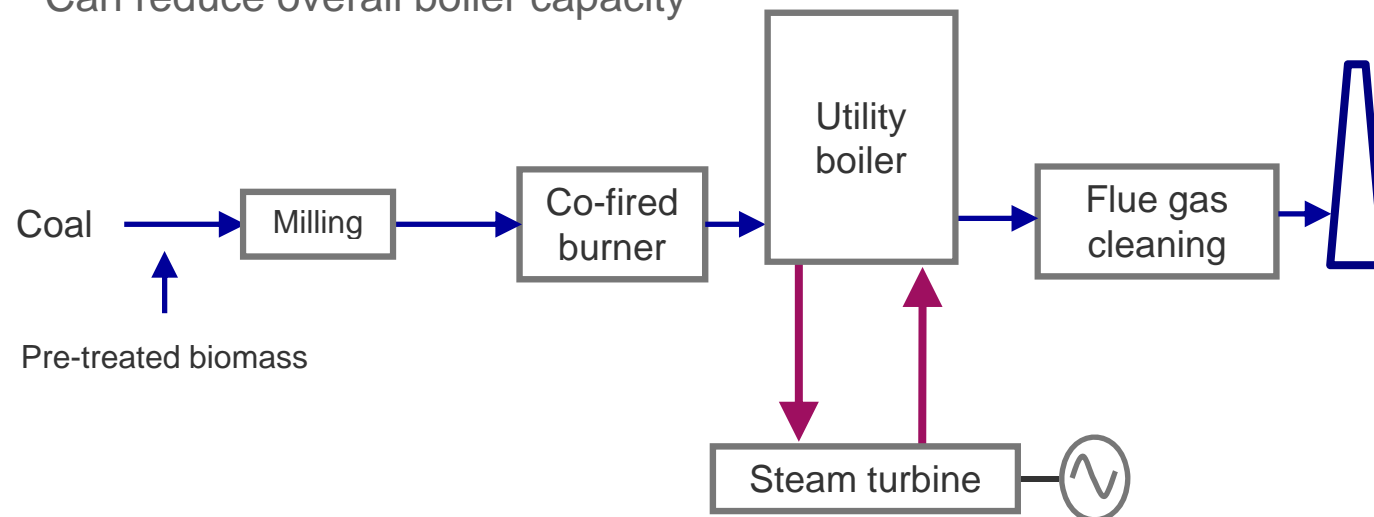 Can reduce overall boiler capacity
Utility
boiler
Coal
Milling
Co-fired
burner
Flue gas
cleaning
Pre-treated biomass
Steam turbine